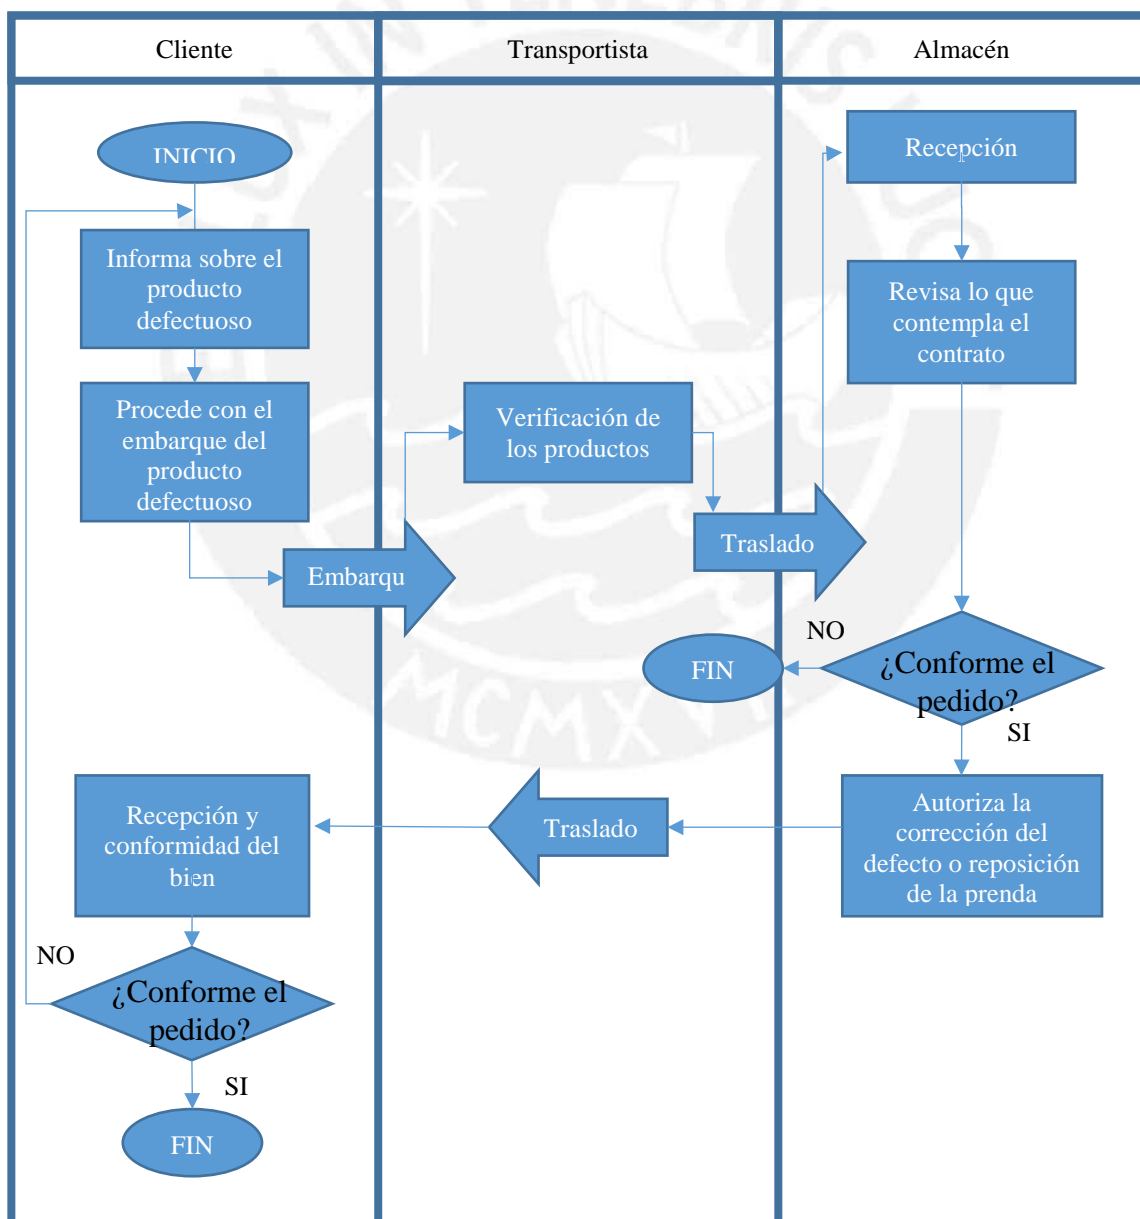 Cliente
Transportista
Almacén
INICIO
Informa sobre el
producto
defectuoso
Procede con el
embarque del
producto
defectuoso
Embarqu
Verificación de
los productos
Traslado
Recepción
Revisa lo que
contempla el
contrato
¿Conforme el
pedido?
NO
FIN
SI
Autoriza la
corrección del
defecto o reposición
de la prenda
Traslado
Recepción y
conformidad del
bien
¿Conforme el
pedido?
NO
SI
FIN
MCMXVII